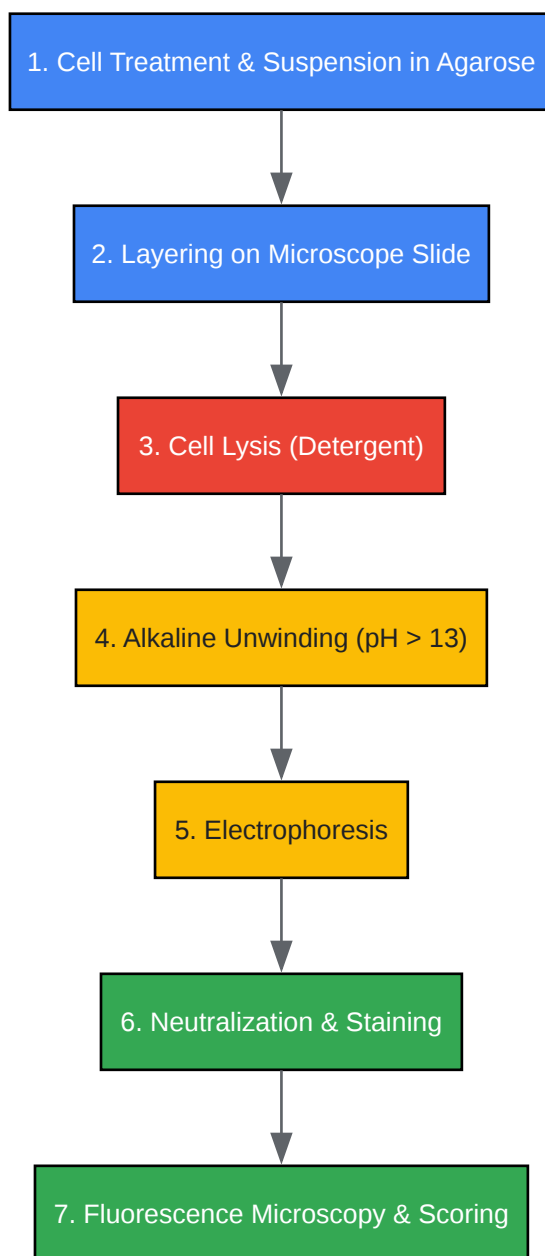 1. Cell Treatment & Suspension in Agarose
2. Layering on Microscope Slide
3. Cell Lysis (Detergent)
4. Alkaline Unwinding (pH > 13)
5. Electrophoresis
6. Neutralization & Staining
7. Fluorescence Microscopy & Scoring